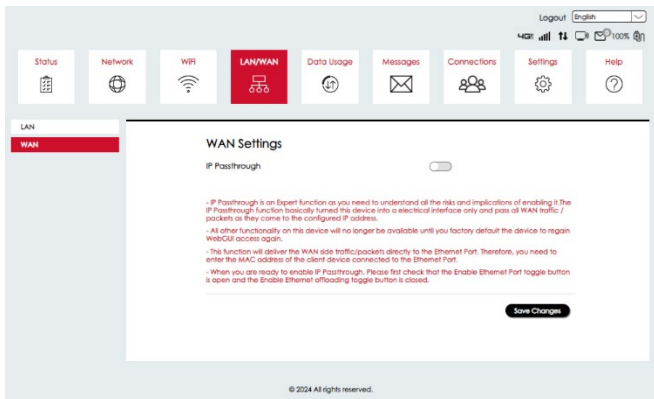 Logout English
4G 100%
Status Network WiFi LAN/WAN Data Usage Messages Connections Settings Help
LAN
WAN
WAN Settings
IP Passthrough
- IP Passthrough is an Expert function as you need to understand all the risks and implications of enabling it.The
IP Passthrough function basically turned this device into a electrical interface only and pass all WAN traffic /
packets as they come to the configured IP address.
- All other functionality on this device will no longer be available until you factory default the device to regain
WebGUI access again.
- This function will deliver the WAN side traffic/packets directly to the Ethernet Port. Therefore, you need to
enter the MAC address of the client device connected to the Ethernet Port.
- When you are ready to enable IP Passthrough. Please first check that the Enable Ethernet Port toggle button
is open and the Enable Ethernet offloading toggle button is closed.
Save Changes
© 2024 All rights reserved.